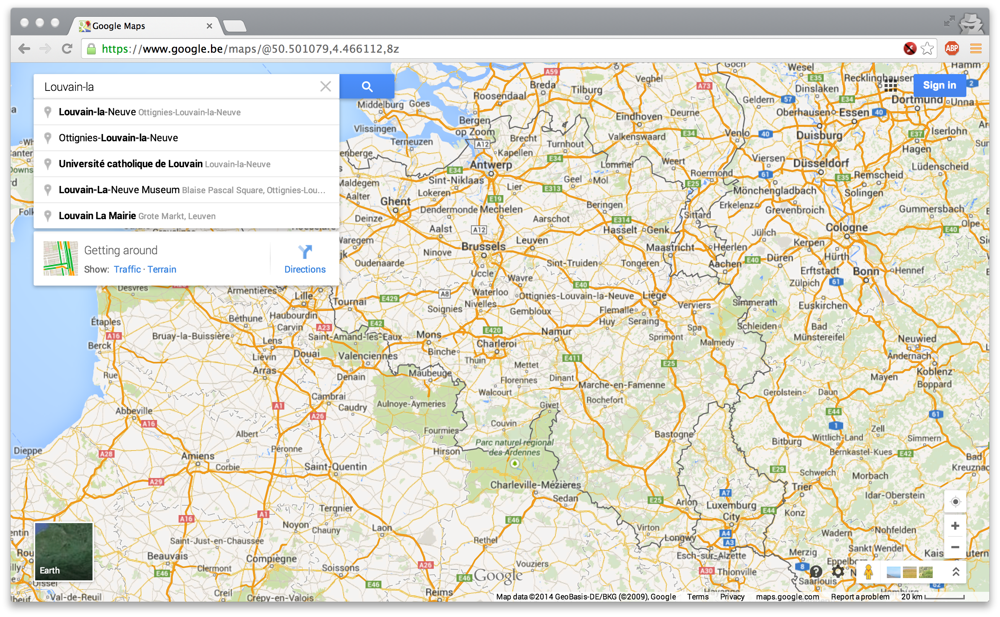 Google Maps
https://www.google.be/maps/@50.501079,4.466112,8z
Louvain-la
Louvain-la-Neuve Ottignies-Louvain-la-Neuve
Ottignies-Louvain-la-Neuve
Université catholique de Louvain Louvain-la-Neuve
Louvain-La-Neuve Museum Blaise Pascal Square, Ottignies-Lou...
Louvain La Mairie Grote Markt, Leuven
Getting around
Show: Traffic · Terrain
Directions
Sign in
ABP
A59
Goch
Wesel
Hamm
Veghel
E35
Recklinghausen
Breda
Tilburg
A73
Dinslaken
2
Roosendaal
Geldern
57
E34
Dortmund
Unna
Middelburg
Goes
Deurne
Oberhausen
Essen
40
Eindhoven
Bergen
op Zoom
Vlissingen
Valkenswaard
E34
Venlo
40
Duisburg
E37
Iserlohn
Terneuzen
A12
Brecht
Turnhout
Hagen
Kapellen
E34
Weert
Viersen
Düsseldorf
Lüdenscheid
Antwerp
E34
Lommel
Roermond
61
E35
Remscheid
Maldegem
Sint-Niklaas
Geel
Mol
E25
Mönchengladbach
Solingen
Lokeren
Lier
E313
Aalter
Ghent
E19
Beringen
Erkelenz
Grevenbroich
Gummersbach
Dendermonde
Mechelen
Sittard
Deinze
Aarschot
E314
Cologne
Olpe
E40
Aalst
A12
Hasselt
Genk
Jülich
Waregem
Leuven
Brussels
Maastricht
Heerlen
Kerpen
Ninove
Aachen
E40
Düren
Hürth
Oudenaarde
Sint-Truiden
Tongeren
Erftstadt
Bonn
Hennef
Uccle
Wavre
E40
Zülpich
61
Desvres
Armentières
Lille
A8
Waterloo
Ottignies-Louvain-la-Neuve
Liège
Tournai
E429
Nivelles
Verviers
Simmerath
Euskirchen
Soignies
Gembloux
Flemalle
Étaples
Béthune
Haubourdin
E42
Huy
Seraing
Carvin
A23
E420
Namur
Spa
Schleiden
Bad
Münstereifel
A16
Bruay-la-Buissière
Lens
Saint-Amand-les-Eaux
Mons
Charleroi
Sprimont
Malmedy
Neuwied
Berck
Liévin
Douai
Valenciennes
Binche
Thuin
E411
E25
Andernach
Mettet
Arras
Denain
Maubeuge
Florennes
Dinant
Marche-en-Famenne
Mayen
Koblenz
Boppard
Rue
Walcourt
Rochefort
Gerolstein
Daun
Cambrai
A1
Caudry
Aulnoye-Aymeries
Givet
E44
61
Abbeville
A26
Couvin
1
A16
Albert
Fourmies
Bastogne
Zell
Parc naturel régional
des Ardennes
Bitburg
Wittlich-Land
Simmern
Dieppe
A28
Péronne
Hirson
Bernkastel-Kues
E42
Bad
Amiens
Corbie
Saint-Quentin
E29
Schweich
Morbach
A29
Charleville-Mézières
Trier
Sedan
A7
Idar-Oberstein
E25
Arlon
Luxemburg
City
E44
Konz
Tergnier
A16
A1
E46
Noyon
Chauny
Laon
Virton
Wadern
Nohfelden
Saint-Just-en-Chaussée
Rethel
Longwy
A4
A3
Sankt Wendel
Beauvais
Compiègne
Esch-sur-Alzette
Merzig
Clermont
Soissons
A26
Vouziers
A30
Thionville
8
E46
E46
E46
Saarlouis
Creil
Reims
Val-de-Reuil
Crépy-en-Valois
Earth
Google
Map data ©2014 GeoBasis-DE/BKG (©2009), Google Terms Privacy maps.google.com Report a problem 20 km